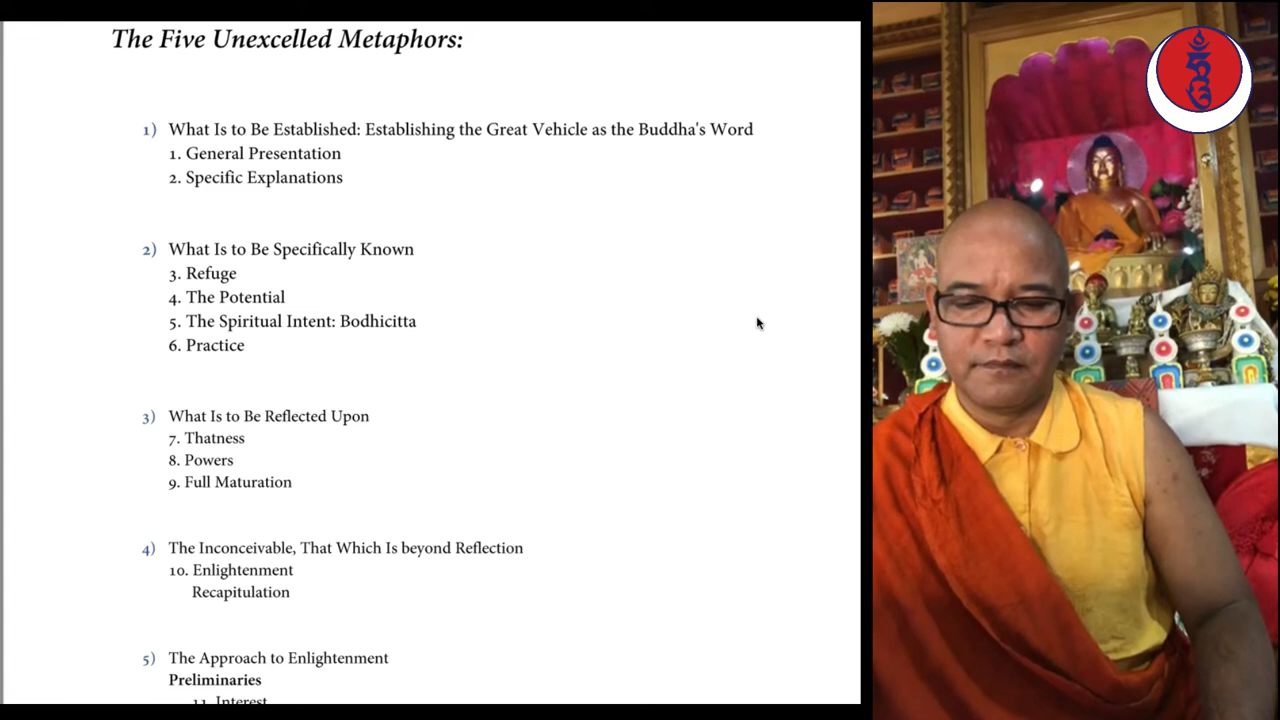 The Five Unexcelled Metaphors:
1) What Is to Be Established: Establishing the Great Vehicle as the Buddha's Word
1. General Presentation
2. Specific Explanations
2) What Is to Be Specifically Known
3. Refuge
4. The Potential
5. The Spiritual Intent: Bodhicitta
6. Practice
3) What Is to Be Reflected Upon
7. Thatness
8. Powers
9. Full Maturation
4) The Inconceivable, That Which Is beyond Reflection
10. Enlightenment
Recapitulation
5) The Approach to Enlightenment
Preliminaries
11. Interest